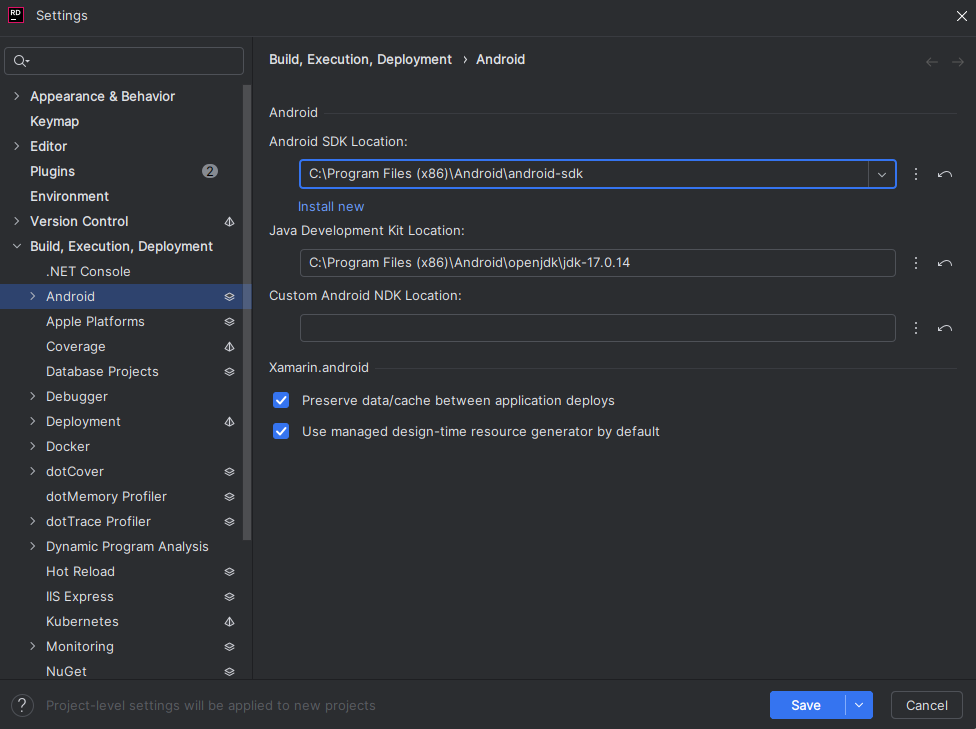 RD
Settings
Build, Execution, Deployment › Android
Appearance & Behavior
Keymap
Editor
Plugins 2
Environment
Version Control
Build, Execution, Deployment
.NET Console
Android
Apple Platforms
Coverage
Database Projects
Debugger
Deployment
Docker
dotCover
dotMemory Profiler
dotTrace Profiler
Dynamic Program Analysis
Hot Reload
IIS Express
Kubernetes
Monitoring
NuGet
Android
Android SDK Location:
C:\Program Files (x86)\Android\android-sdk
Install new
Java Development Kit Location:
C:\Program Files (x86)\Android\openjdk\jdk-17.0.14
Custom Android NDK Location:
Xamarin.android
Preserve data/cache between application deploys
Use managed design-time resource generator by default
? Project-level settings will be applied to new projects
Save
Cancel